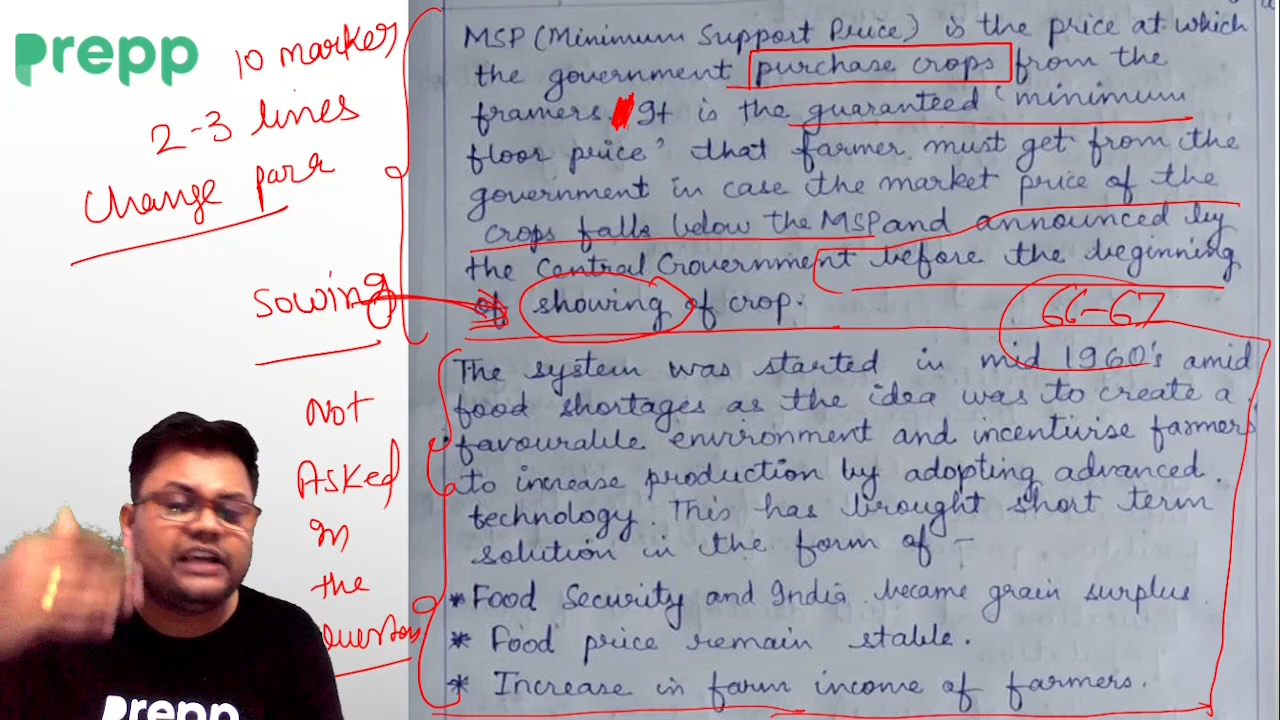 Prepp
10 marker
2-3 lines
Change para
Sowing
Not
Asked
In
the
Question
MSP (Minimum Support Price) is the price at which
the government purchase crops from the
framers. It is the guaranteed 'minimum
floor price' that farmer must get from the
government in case the market price of the
crops falls below the MSP and announced by
the Central Government before the beginning
of showing of crop.
66-67
The system was started in mid 1960's amid
food shortages as the idea was to create a
favourable environment and incentivise farmers
to increase production by adopting advanced
technology. This has brought short term
solution in the form of -
* Food Security and India became grain surplus
* Food price remain stable.
* Increase in farm income of farmers.
prepp